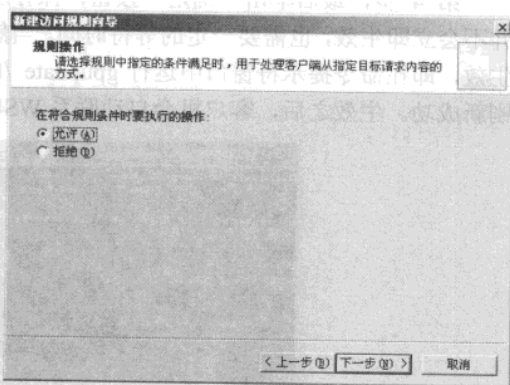 新建访问规则向导
规则操作
请选择规则中指定的条件满足时，用于处理客户端从指定目标请求内容的
方式。
在符合规则条件时要执行的操作:
允许(A)
拒绝(D)
< 上一步(B)
下一步(N) >
取消